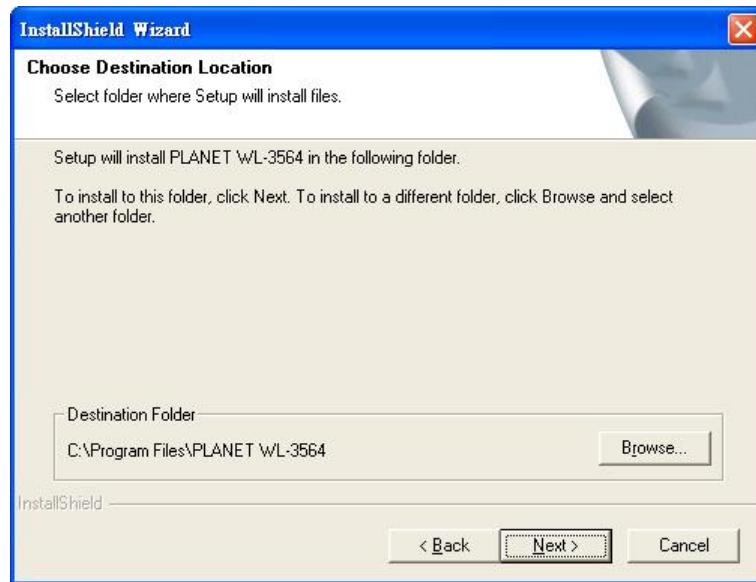 InstallShield Wizard
Choose Destination Location
Select folder where Setup will install files.
Setup will install PLANET WL-3564 in the following folder.
To install to this folder, click Next. To install to a different folder, click Browse and select
another folder.
Destination Folder
C:\Program Files\PLANET WL-3564
Browse...
InstallShield
< Back
Next >
Cancel